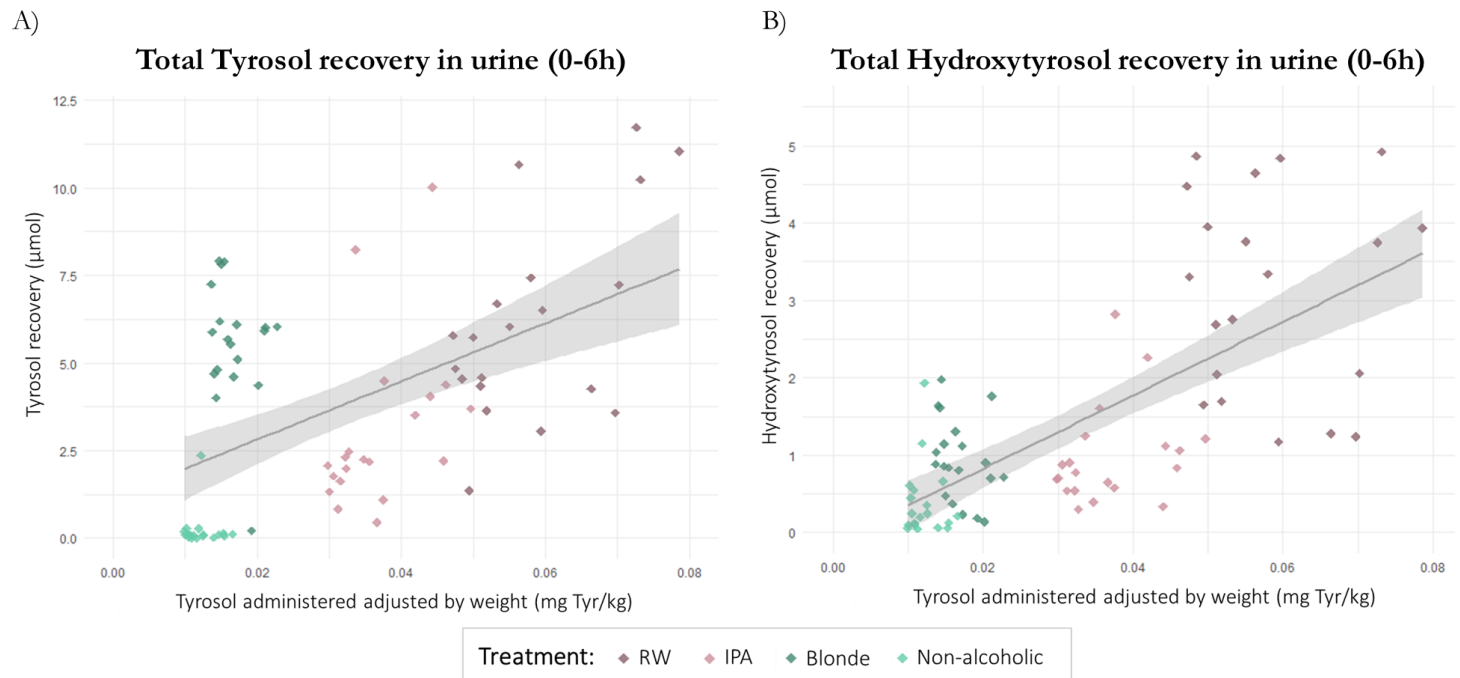 A)
Total Tyrosol recovery in urine (0-6h)
Tyrosol recovery (µmol)
12.5
10.0
7.5
5.0
2.5
0.0
0.00 0.02 0.04 0.06 0.08
Tyrosol administered adjusted by weight (mg Tyr/kg)
B)
Total Hydroxytyrosol recovery in urine (0-6h)
Hydroxytyrosol recovery (µmol)
5
4
3
2
1
0
0.00 0.02 0.04 0.06 0.08
Tyrosol administered adjusted by weight (mg Tyr/kg)
Treatment: RW IPA Blonde Non-alcoholic